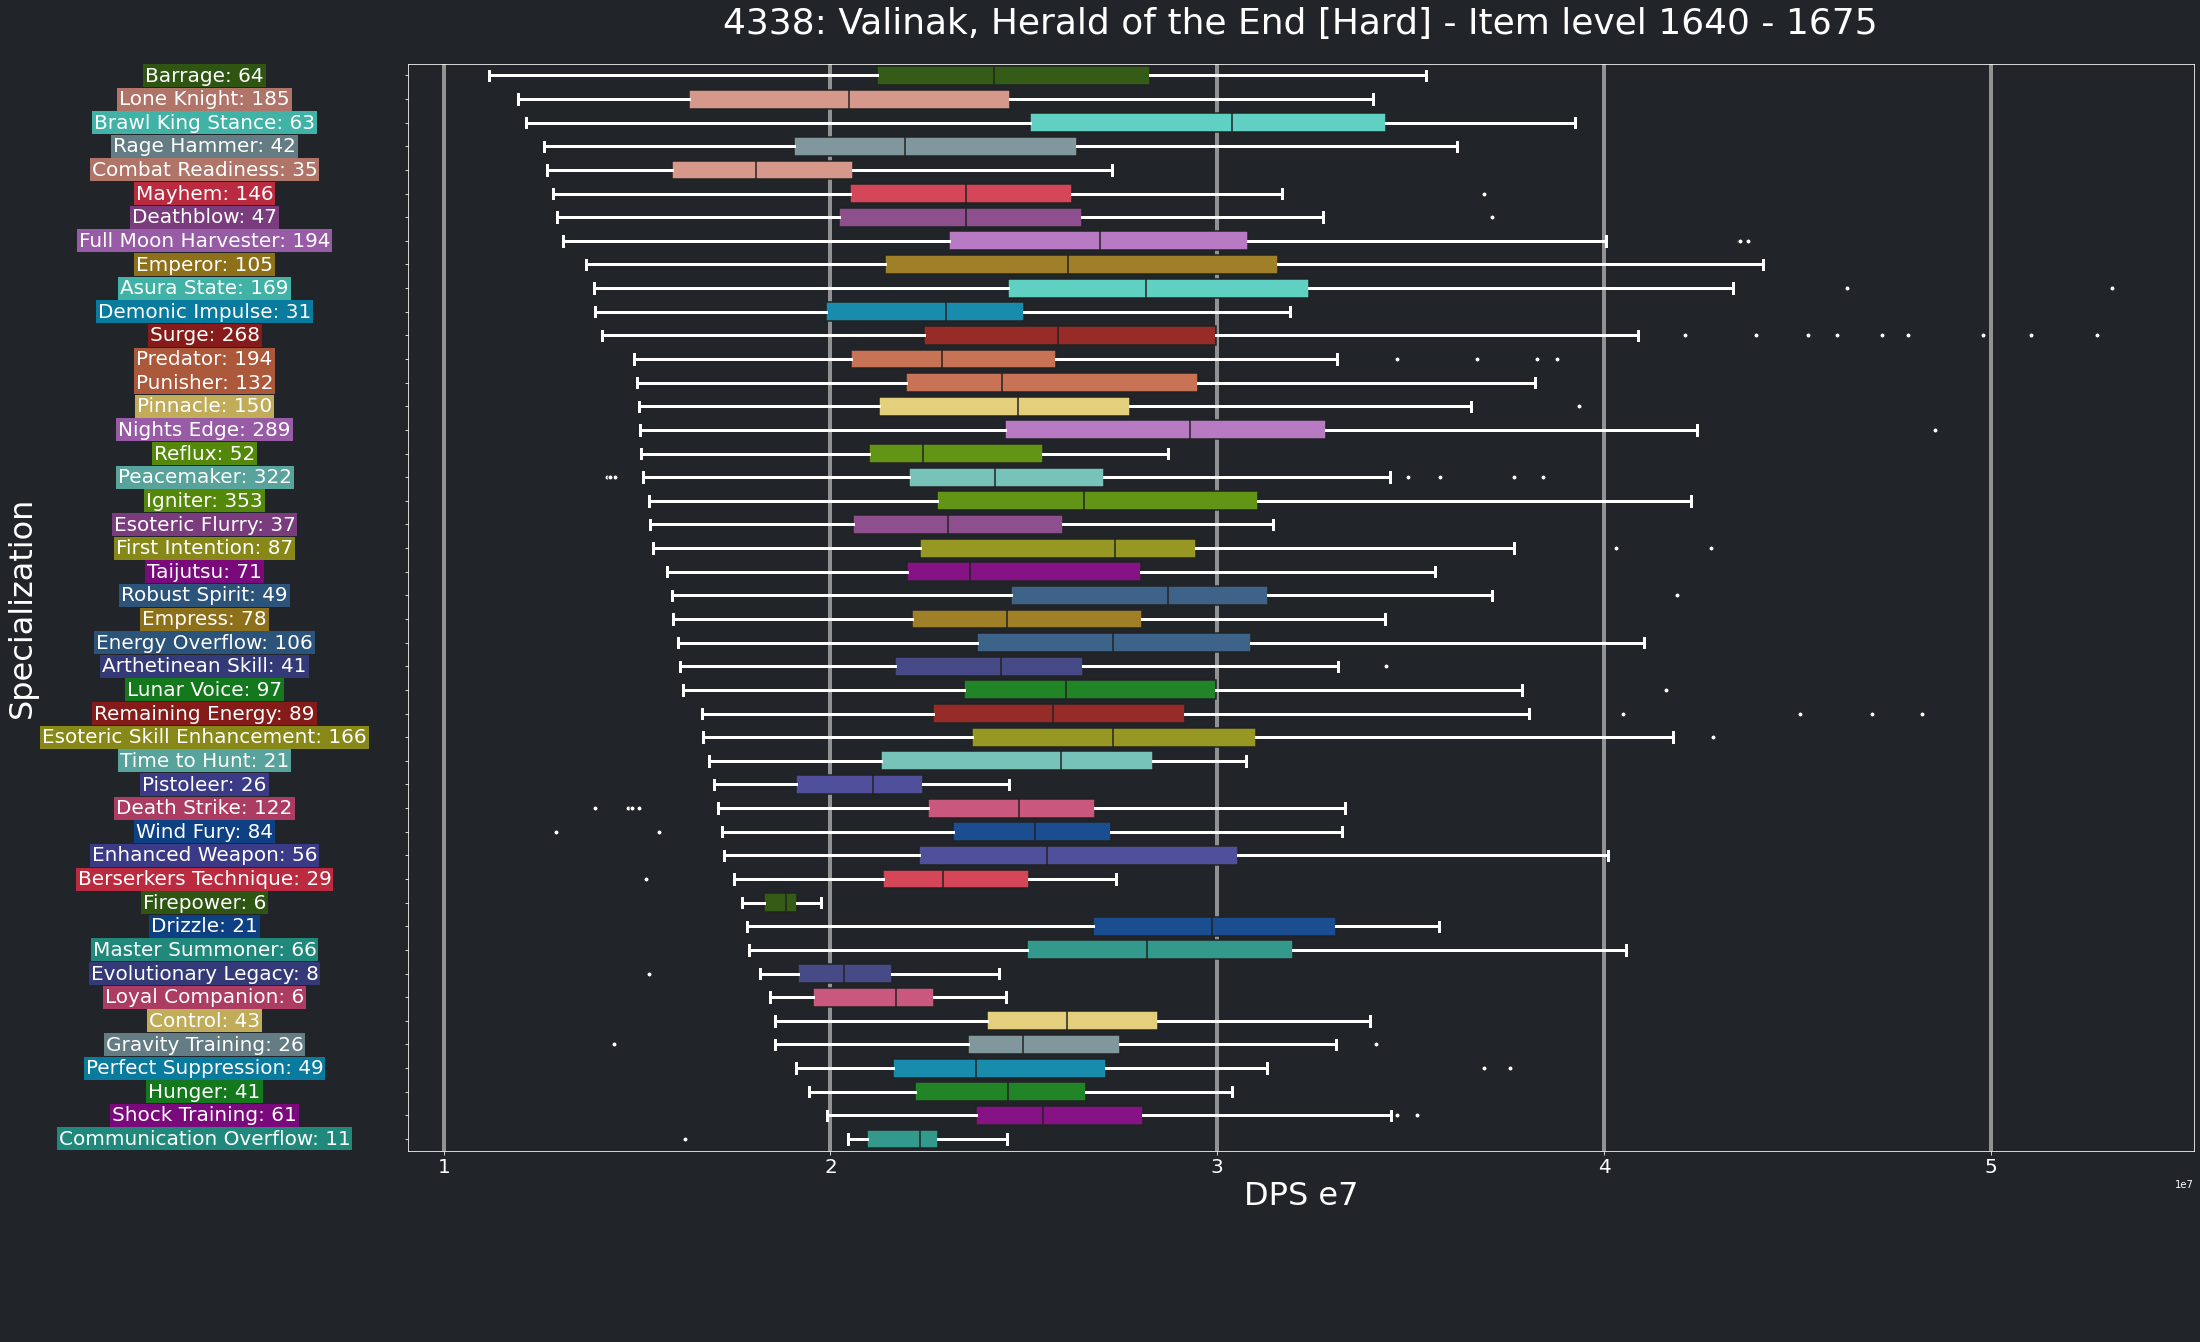 4338: Valinak, Herald of the End [Hard] - Item level 1640 - 1675
Barrage: 64
Lone Knight: 185
Brawl King Stance: 63
Rage Hammer: 42
Combat Readiness: 35
Mayhem: 146
Deathblow: 47
Full Moon Harvester: 194
Emperor: 105
Asura State: 169
Demonic Impulse: 31
Surge: 268
Predator: 194
Punisher: 132
Pinnacle: 150
Nights Edge: 289
Reflux: 52
Peacemaker: 322
Igniter: 353
Esoteric Flurry: 37
First Intention: 87
Taijutsu: 71
Robust Spirit: 49
Empress: 78
Energy Overflow: 106
Arthetinean Skill: 41
Lunar Voice: 97
Remaining Energy: 89
Esoteric Skill Enhancement: 166
Time to Hunt: 21
Pistoleer: 26
Death Strike: 122
Wind Fury: 84
Enhanced Weapon: 56
Berserkers Technique: 29
Firepower: 6
Drizzle: 21
Master Summoner: 66
Evolutionary Legacy: 8
Loyal Companion: 6
Control: 43
Gravity Training: 26
Perfect Suppression: 49
Hunger: 41
Shock Training: 61
Communication Overflow: 11
Specialization
1 2 3 4 5
1e7
DPS e7